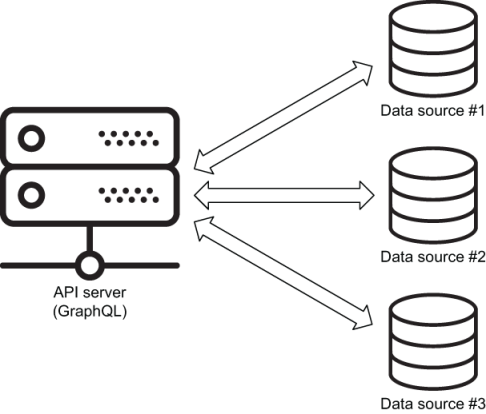 Data source #1
Data source #2
API server
(GraphQL)
Data source #3